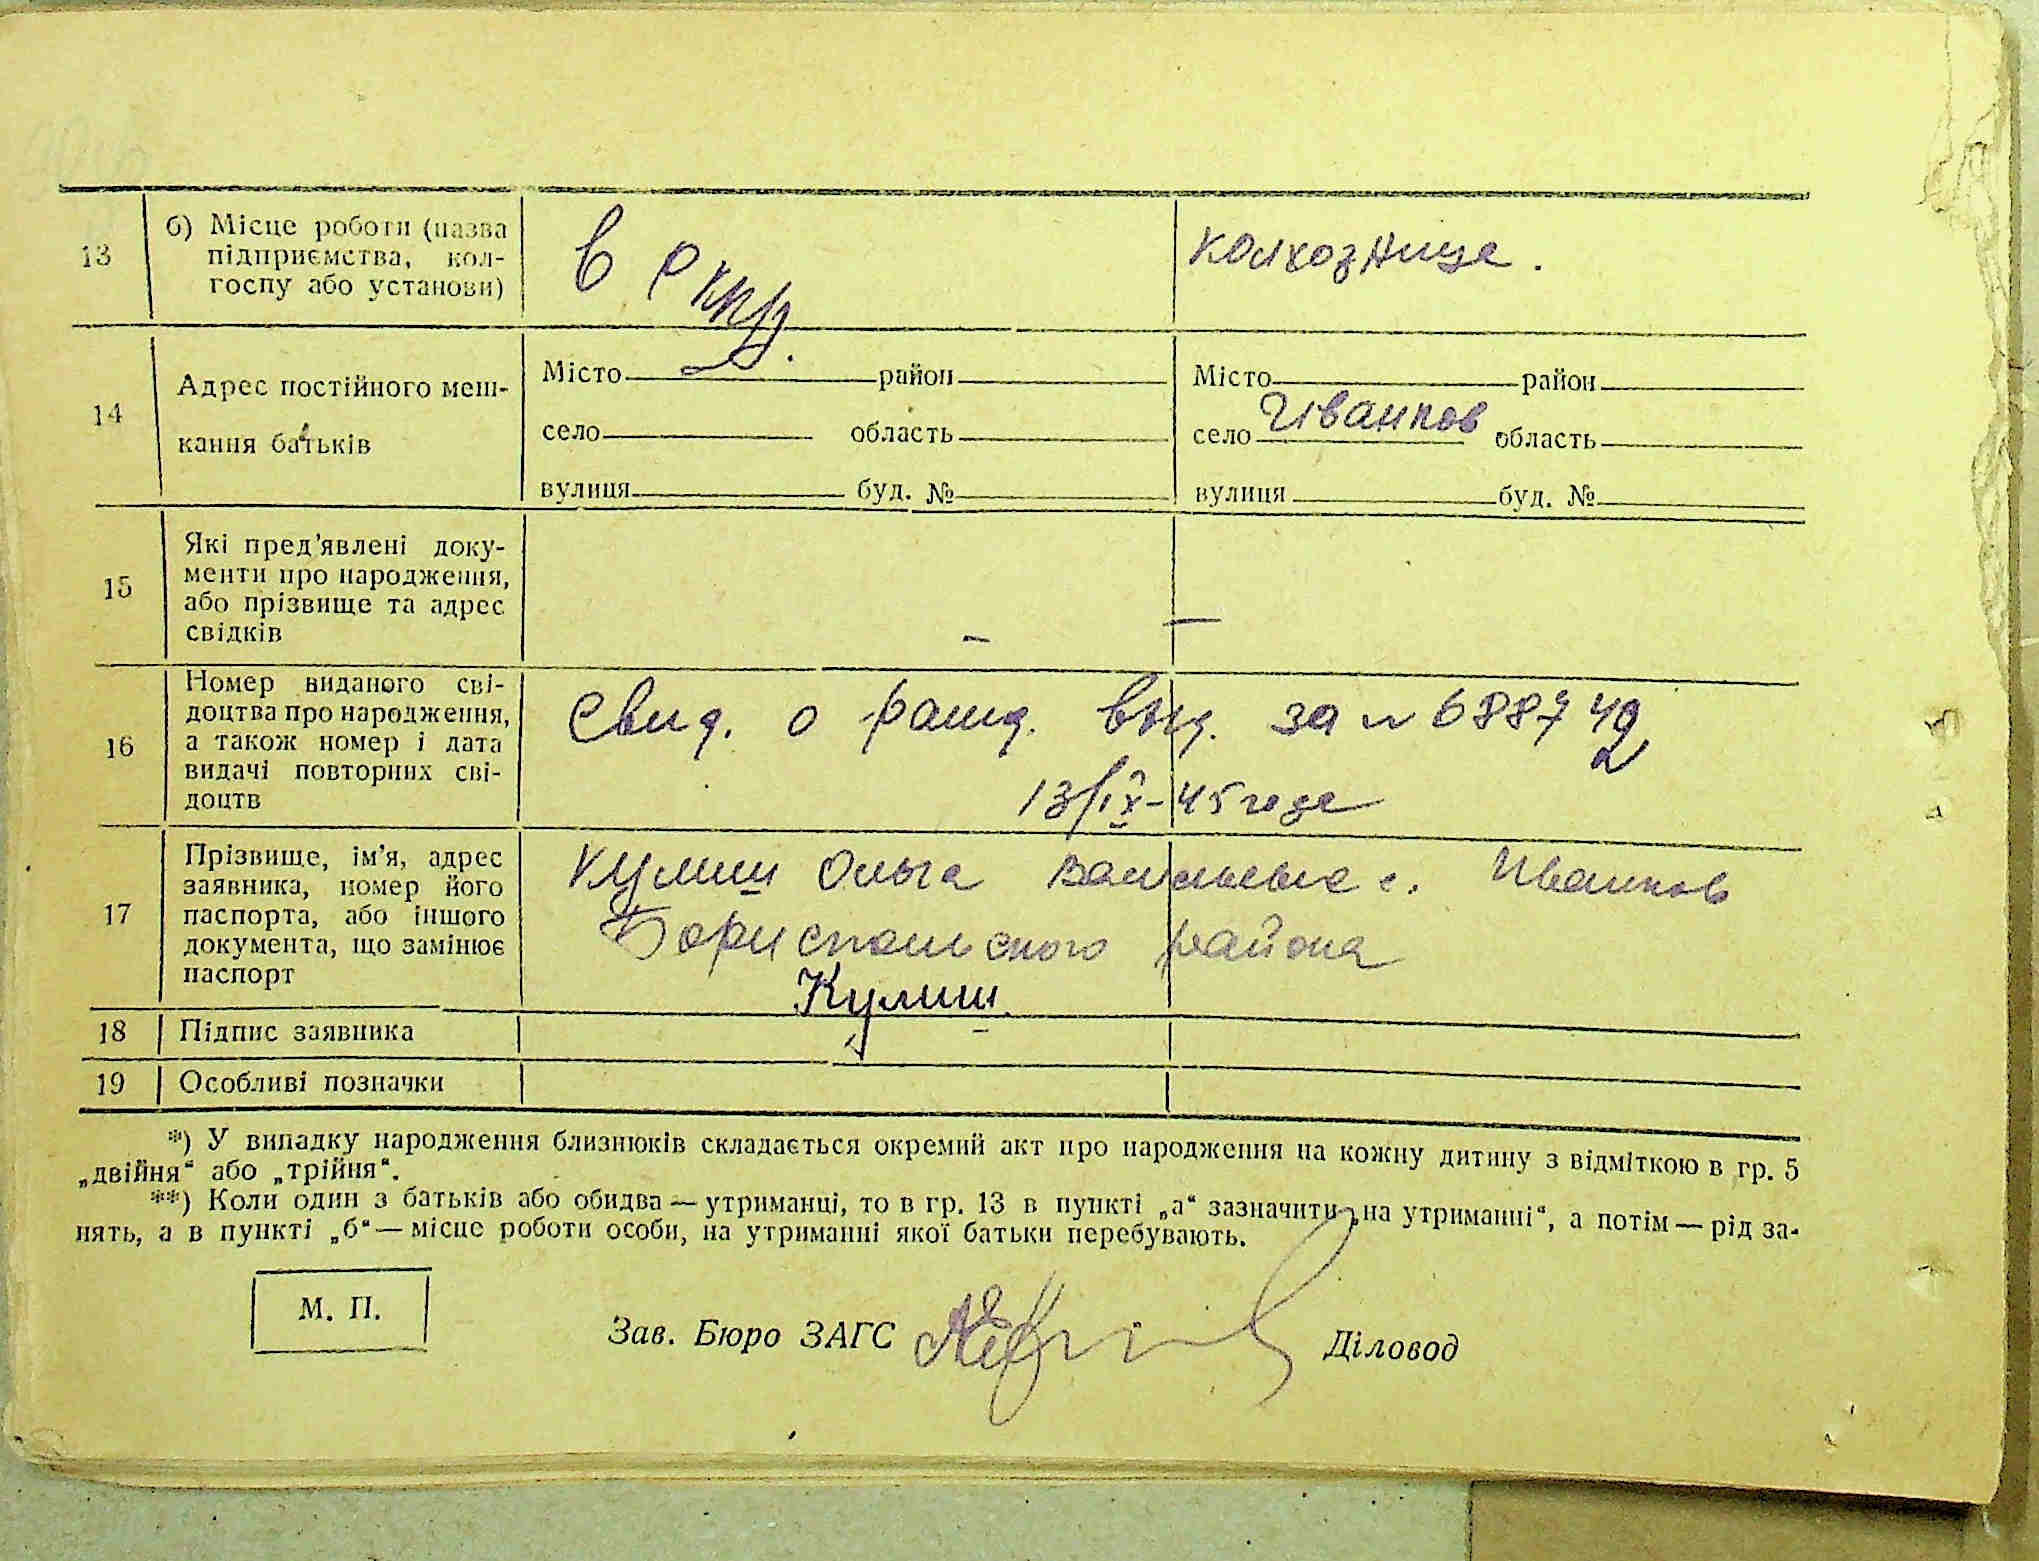 13 б) Місце роботи (назва підприємства, кол-госпу або установи)
в РККА.
колхознице.
14 Адрес постійного меш-кання батьків
Місто район
село область
вулиця буд. №
Місто район
село Иванков область
вулиця буд. №
15 Які пред'явлені доку-
менти про народження,
або прізвище та адрес
свідків
— —
16 Номер виданого сві-
доцтва про народження,
а також номер і дата
видачі повторних сві-
доцтв
Свид. о рожд. выд. за №
13/IX-45 года
17 Прізвище, ім'я, адрес
заявника, номер його
паспорта, або іншого
документа, що замінює
паспорт
Кулиш Ольга Васильевна с. Иванков
Бориспольского района
Кулиш
18 Підпис заявника
19 Особливі позначки
*) У випадку народження близнюків складається окремий акт про народження на кожну дитину з відміткою в гр. 5
„двійня“ або „трійня“.
**) Коли один з батьків або обидва — утриманці, то в гр. 13 в пункті „а“ зазначити „на утриманні“, а потім — рід за-
нять, а в пункті „б“ — місце роботи особи, на утриманні якої батьки перебувають.
М. П.
Зав. Бюро ЗАГС Діловод